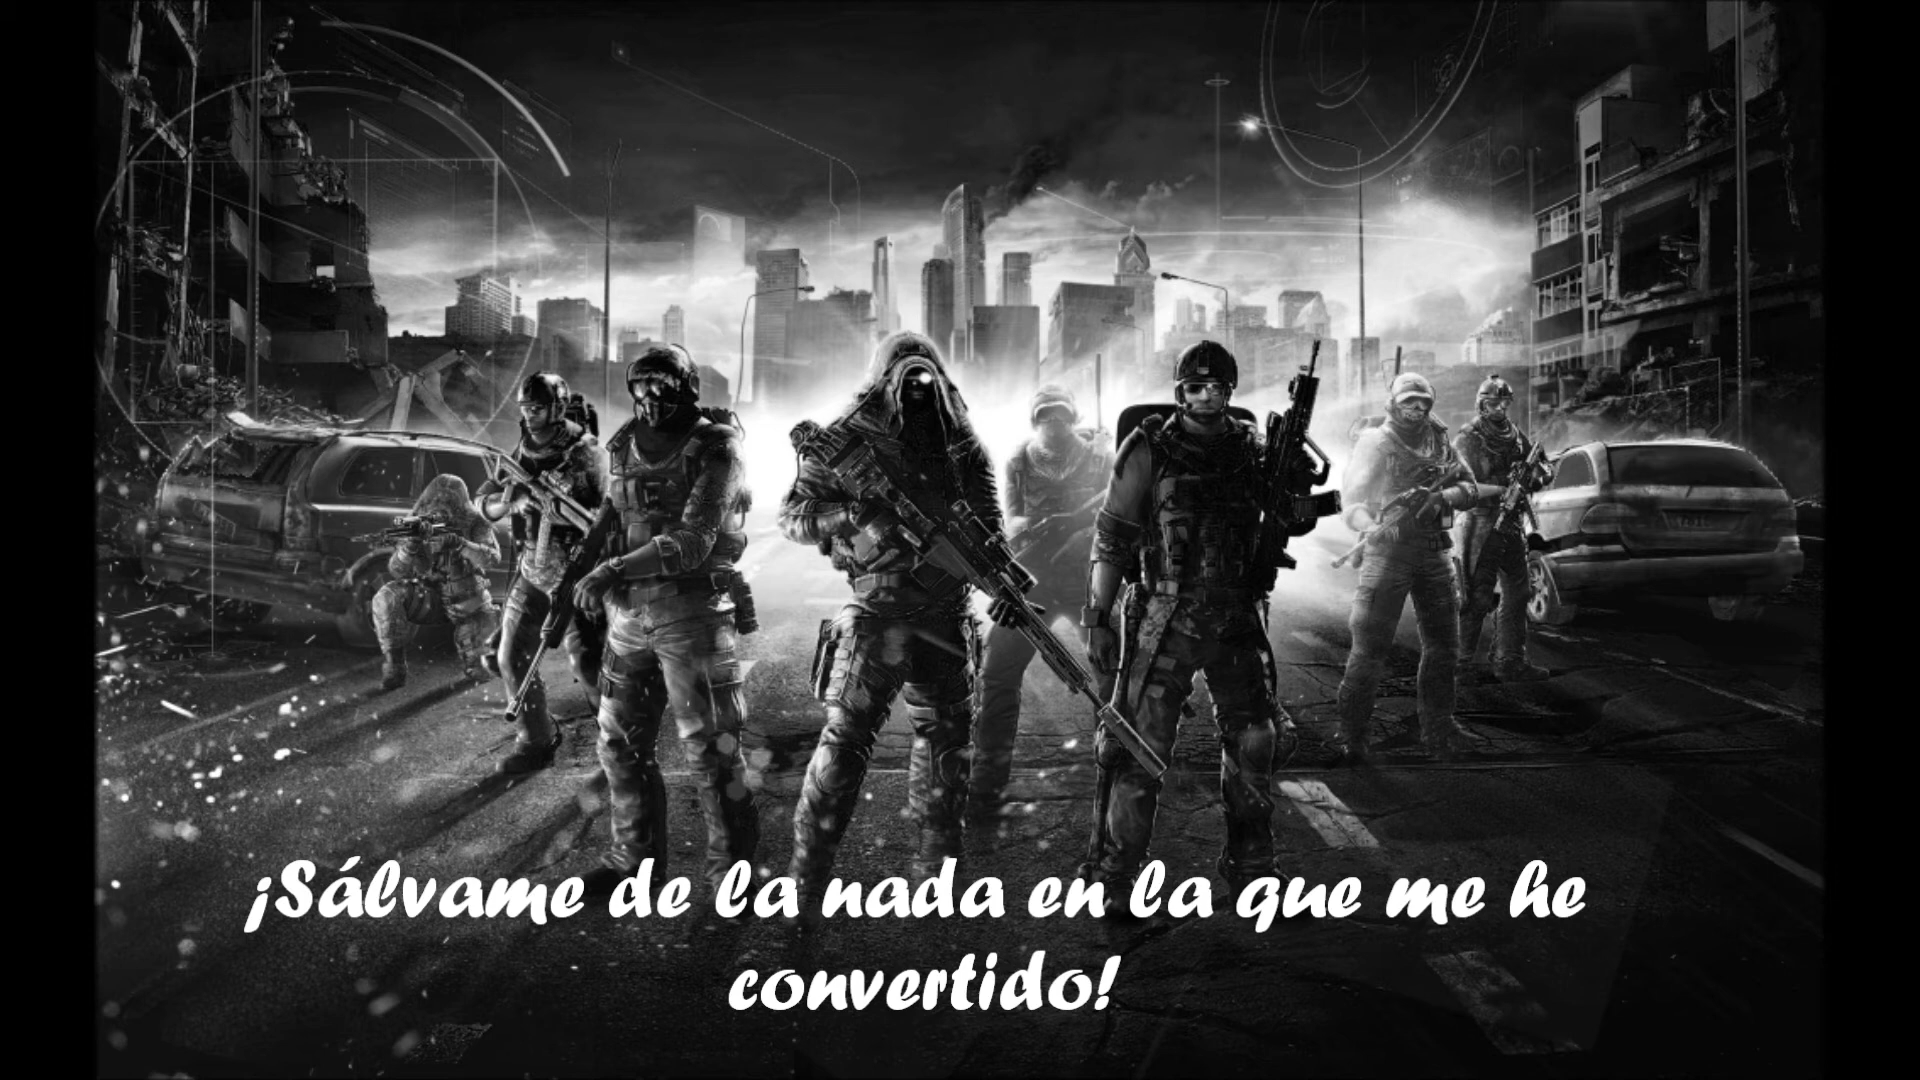 ¡Sálvame de la nada en la que me he
convertido!